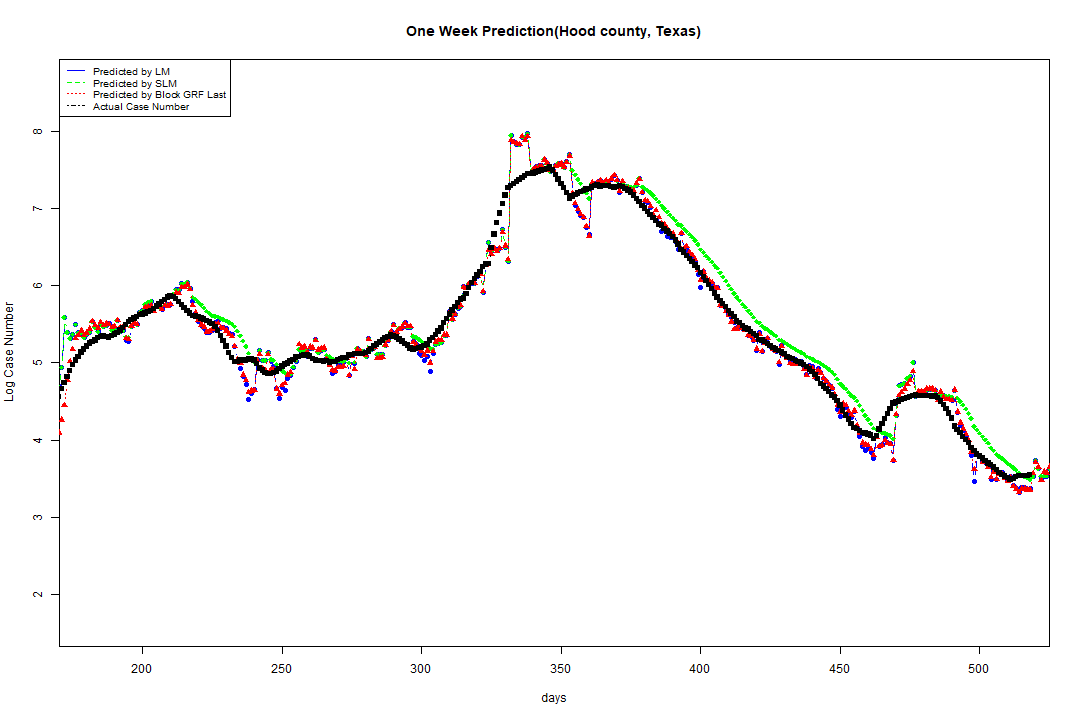 One Week Prediction(Hood county, Texas)
Predicted by LM
Predicted by SLM
Predicted by Block GRF Last
Actual Case Number
Log Case Number
8
7
6
5
4
3
2
200 250 300 350 400 450 500
days